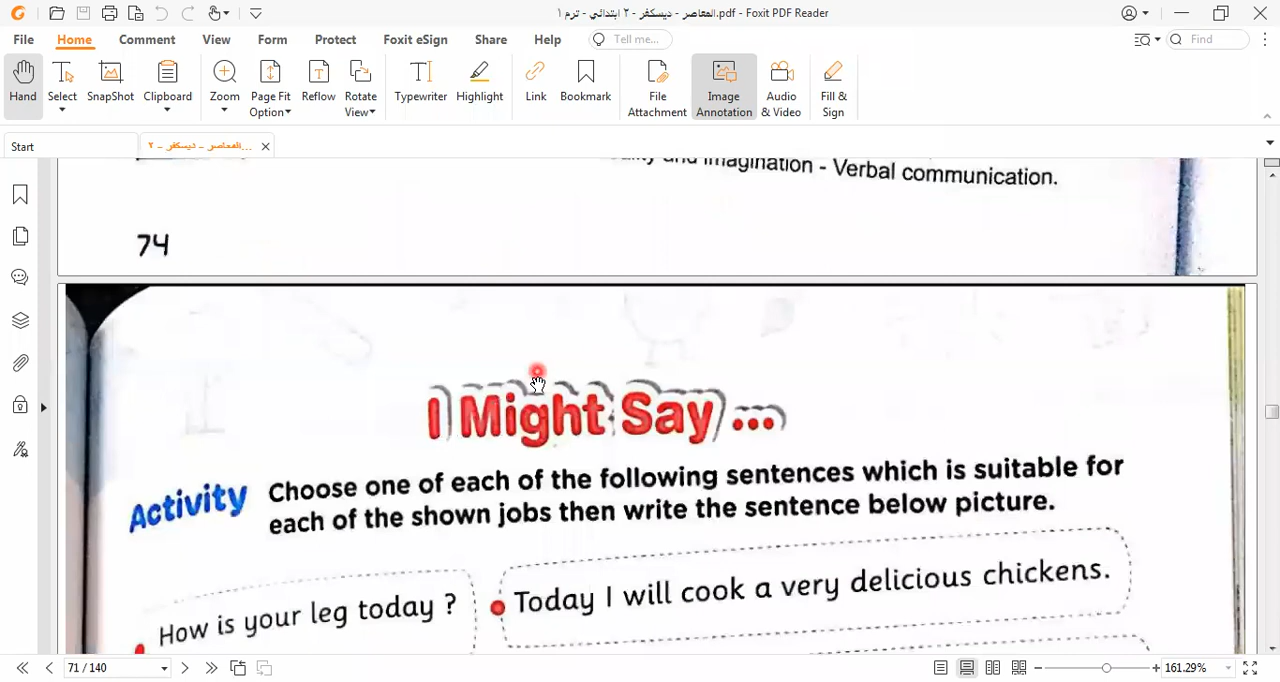 المعاصر - ديسكفر - ٢ ابتدائي - ترم ١.pdf - Foxit PDF Reader
File Home Comment View Form Protect Foxit eSign Share Help Tell me... Find
Hand Select SnapShot Clipboard Zoom Page Fit Option Reflow Rotate View Typewriter Highlight Link Bookmark File Attachment Image Annotation Audio & Video Fill & Sign
Start
المعاصر - ديسكفر - ٢...
and imagination - Verbal communication.
74
I Might Say ...
Activity Choose one of each of the following sentences which is suitable for
each of the shown jobs then write the sentence below picture.
How is your leg today ?
Today I will cook a very delicious chickens.
71 / 140
161.29%